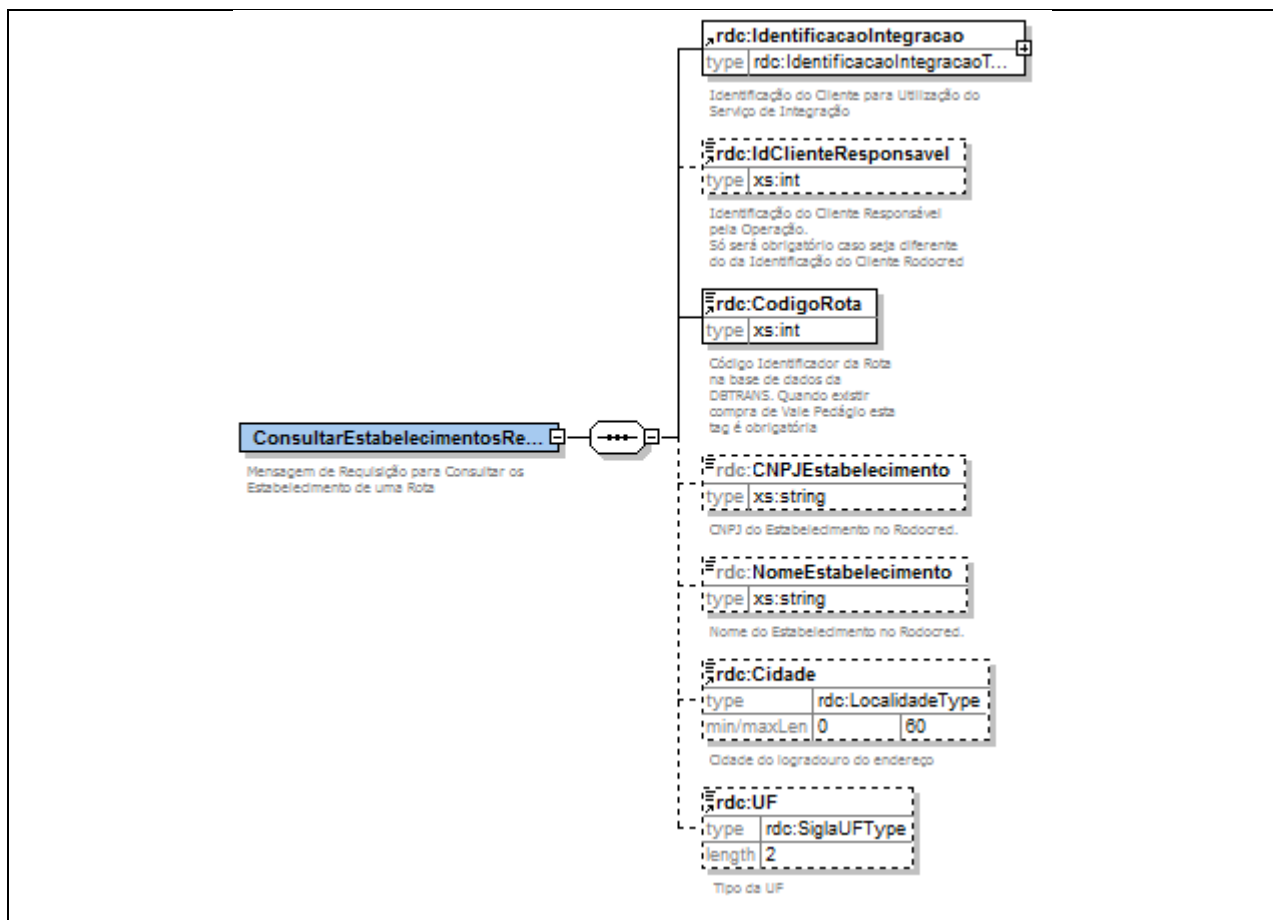 rdc:IdentificacaoIntegracao
type rdc:IdentificacaoIntegracaoT...
Identificação do Cliente para Utilização do
Serviço de Integração
rdc:IdClienteResponsavel
type xs:int
Identificação do Cliente Responsável
pela Operação.
Só será obrigatório caso seja diferente
do da Identificação do Cliente Rodocred
rdc:CodigoRota
type xs:int
Código Identificador da Rota
na base de dados da
DBTRANS. Quando existir
compra de Vale Pedágio esta
tag é obrigatória
ConsultarEstabelecimentosRe...
Mensagem de Requisição para Consultar os
Estabelecimento de uma Rota
rdc:CNPJEstabelecimento
type xs:string
CNPJ do Estabelecimento no Rodocred.
rdc:NomeEstabelecimento
type xs:string
Nome do Estabelecimento no Rodocred.
rdc:Cidade
type rdc:LocalidadeType
min/maxLen 0 60
Cidade do logradouro do endereço
rdc:UF
type rdc:SiglaUFType
length 2
Tipo da UF